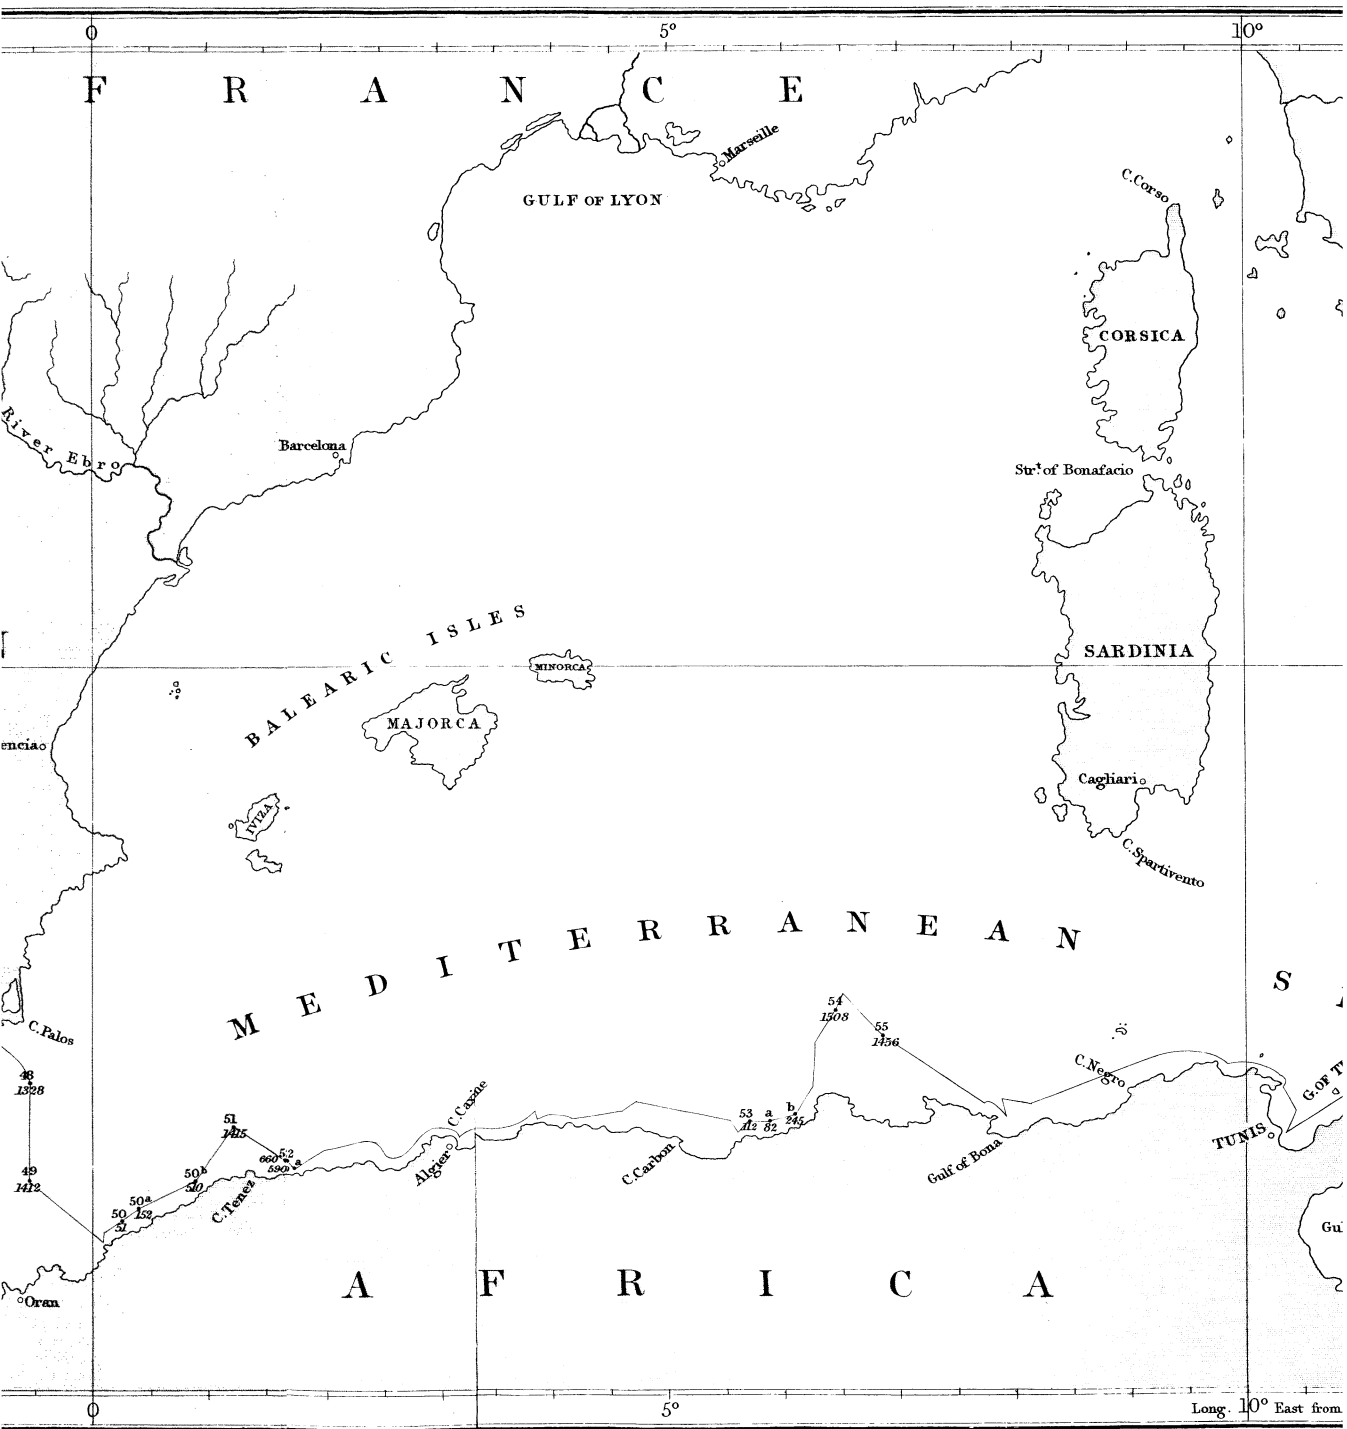 0 5° 10°
F R A N C E
Marseille
C. Corso
GULF OF LYON
CORSICA
River Ebro
Barcelona
Str.t of Bonafacio
BALEARIC ISLES
MINORCA
SARDINIA
MAJORCA
encia
Cagliari
IVIZA
C. Spartivento
MEDITERRANEAN S
C. Palos
54
1508
55
1456
48
1328
C. Negro
G. OF T
C. Caxine
51
1415
53
112
a
82
b
245
TUNIS
52
660
a
590
Algier
C. Carbon
Gulf of Bona
49
1412
50b
510
C. Tenez
50a
152
50
51
Gul
A F R I C A
Oran
0 5° Long. 10° East from